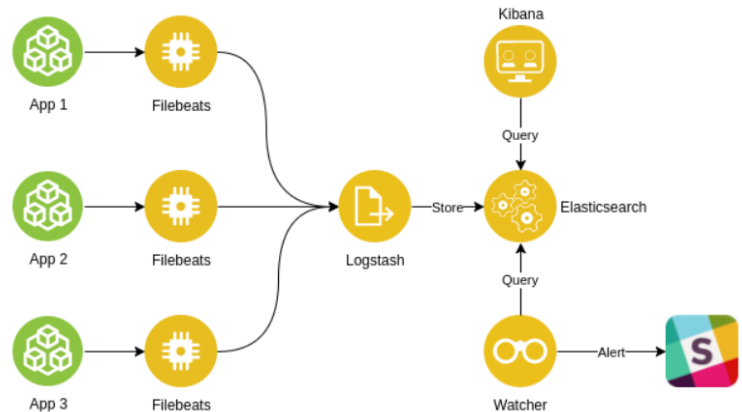 Kibana
App 1
Filebeats
Query
App 2
Filebeats
Logstash
Store
Elasticsearch
Query
App 3
Filebeats
Watcher
Alert
S